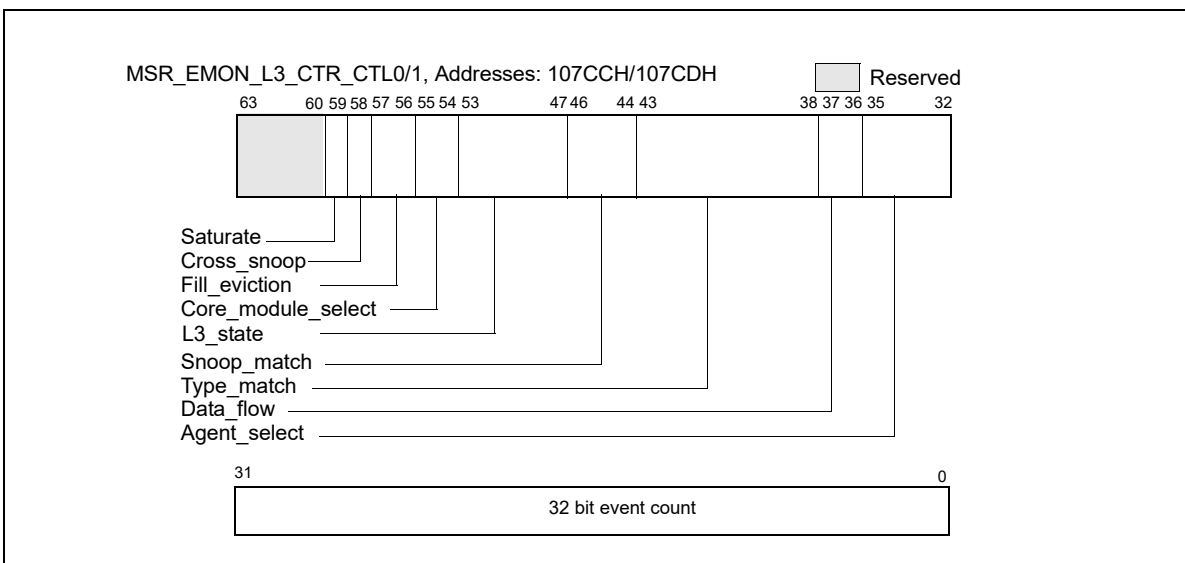 MSR_EMON_L3_CTR_CTL0/1, Addresses: 107CCH/107CDH
Reserved
63 60 59 58 57 56 55 54 53 47 46 44 43 38 37 36 35 32
Saturate
Cross_snoop
Fill_eviction
Core_module_select
L3_state
Snoop_match
Type_match
Data_flow
Agent_select
31 0
32 bit event count